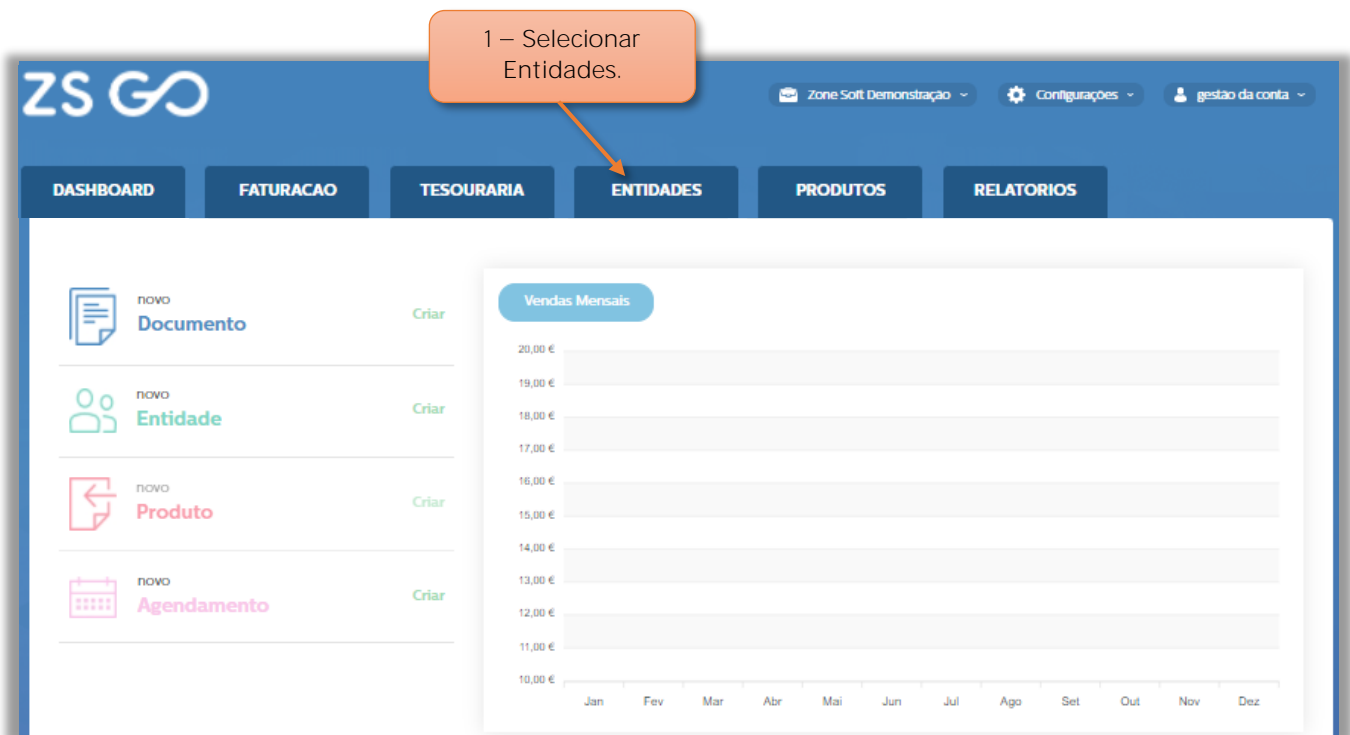 1 – Selecionar
Entidades.
ZS GO
Zone Soft Demonstração
Configurações
gestão da conta
DASHBOARD
FATURACAO
TESOURARIA
ENTIDADES
PRODUTOS
RELATORIOS
novo
Documento
Criar
novo
Entidade
Criar
novo
Produto
Criar
novo
Agendamento
Criar
Vendas Mensais
20,00 €
19,00 €
18,00 €
17,00 €
16,00 €
15,00 €
14,00 €
13,00 €
12,00 €
11,00 €
10,00 €
Jan Fev Mar Abr Mai Jun Jul Ago Set Out Nov Dez